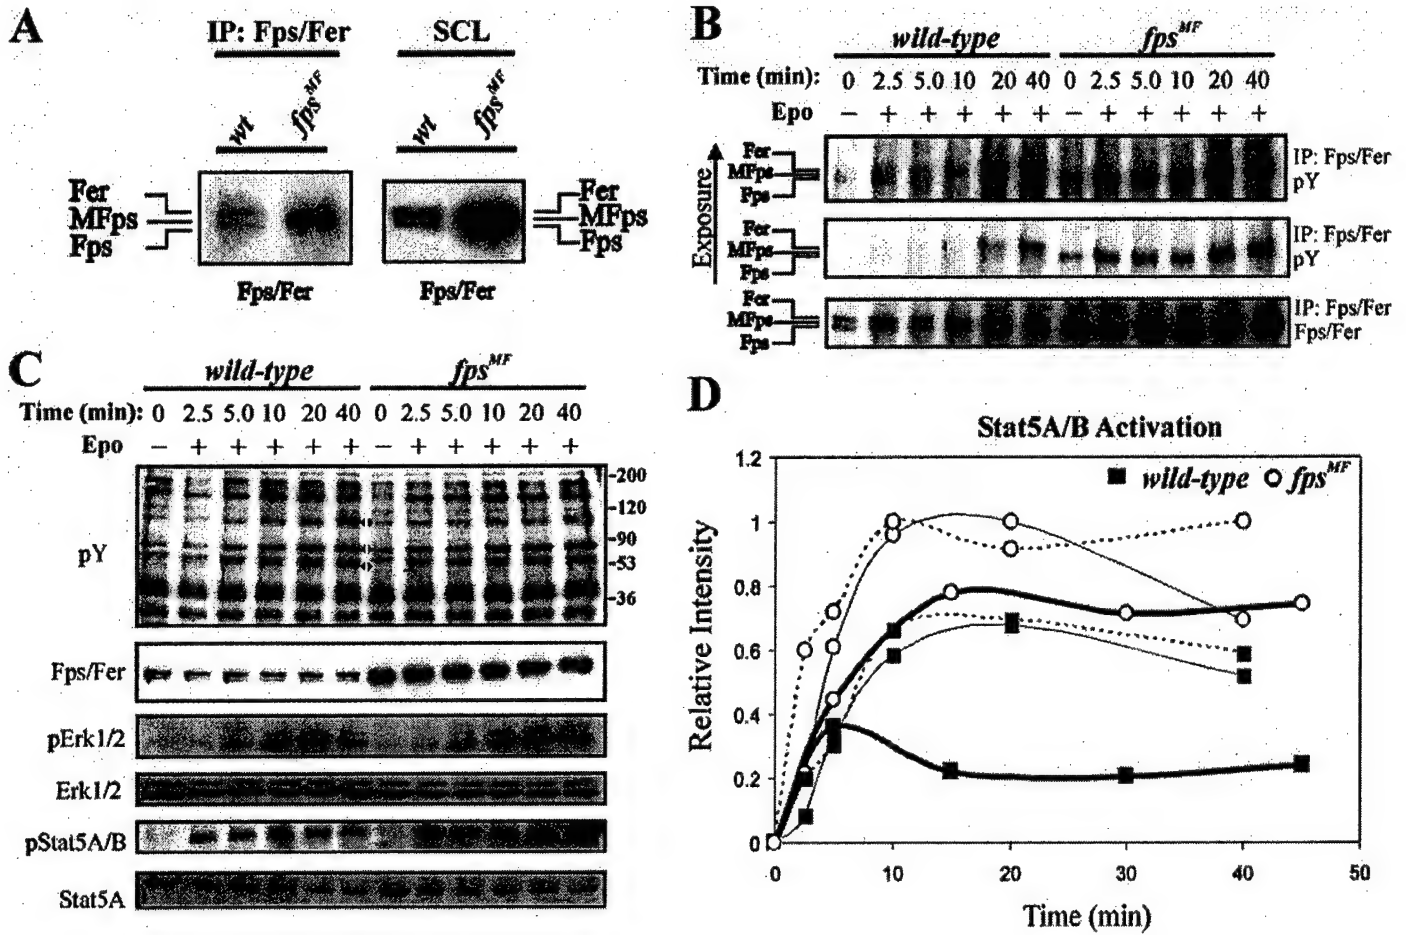 A
IP: Fps/Fer SCL
wt fps^MF wt fps^MF
Fer
MFps
Fps
Fer
MFps
Fps
Fps/Fer Fps/Fer
B
wild-type fps^MF
Time (min): 0 2.5 5.0 10 20 40 0 2.5 5.0 10 20 40
Epo − + + + + + − + + + + +
Exposure
Fer
MFps
Fps
IP: Fps/Fer
pY
Fer
MFps
Fps
IP: Fps/Fer
pY
Fer
MFps
Fps
IP: Fps/Fer
Fps/Fer
C
wild-type fps^MF
Time (min): 0 2.5 5.0 10 20 40 0 2.5 5.0 10 20 40
Epo − + + + + + − + + + + +
pY
-200
-120
-90
-53
-36
Fps/Fer
pErk1/2
Erk1/2
pStat5A/B
Stat5A
D
Stat5A/B Activation
wild-type fps^MF
Relative Intensity
1.2
1
0.8
0.6
0.4
0.2
0
0 10 20 30 40 50
Time (min)